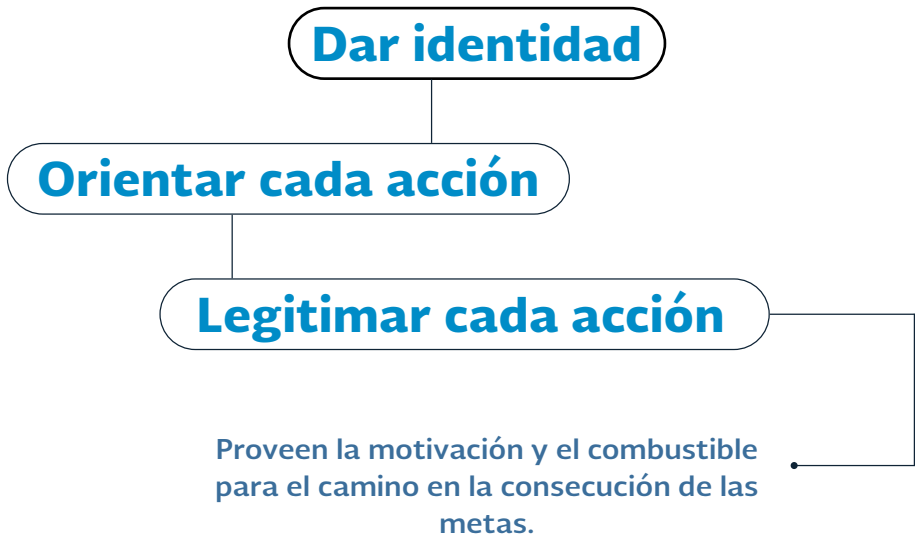 Dar identidad
Orientar cada acción
Legitimar cada acción
Proveen la motivación y el combustible
para el camino en la consecución de las
metas.